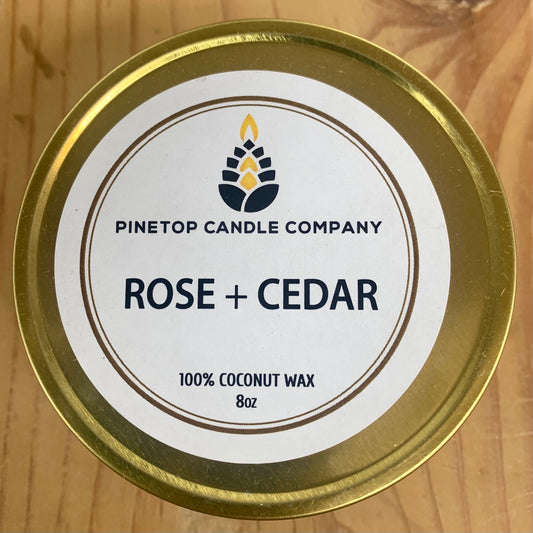 PINETOP CANDLE COMPANY
ROSE + CEDAR
100% COCONUT WAX
8oz